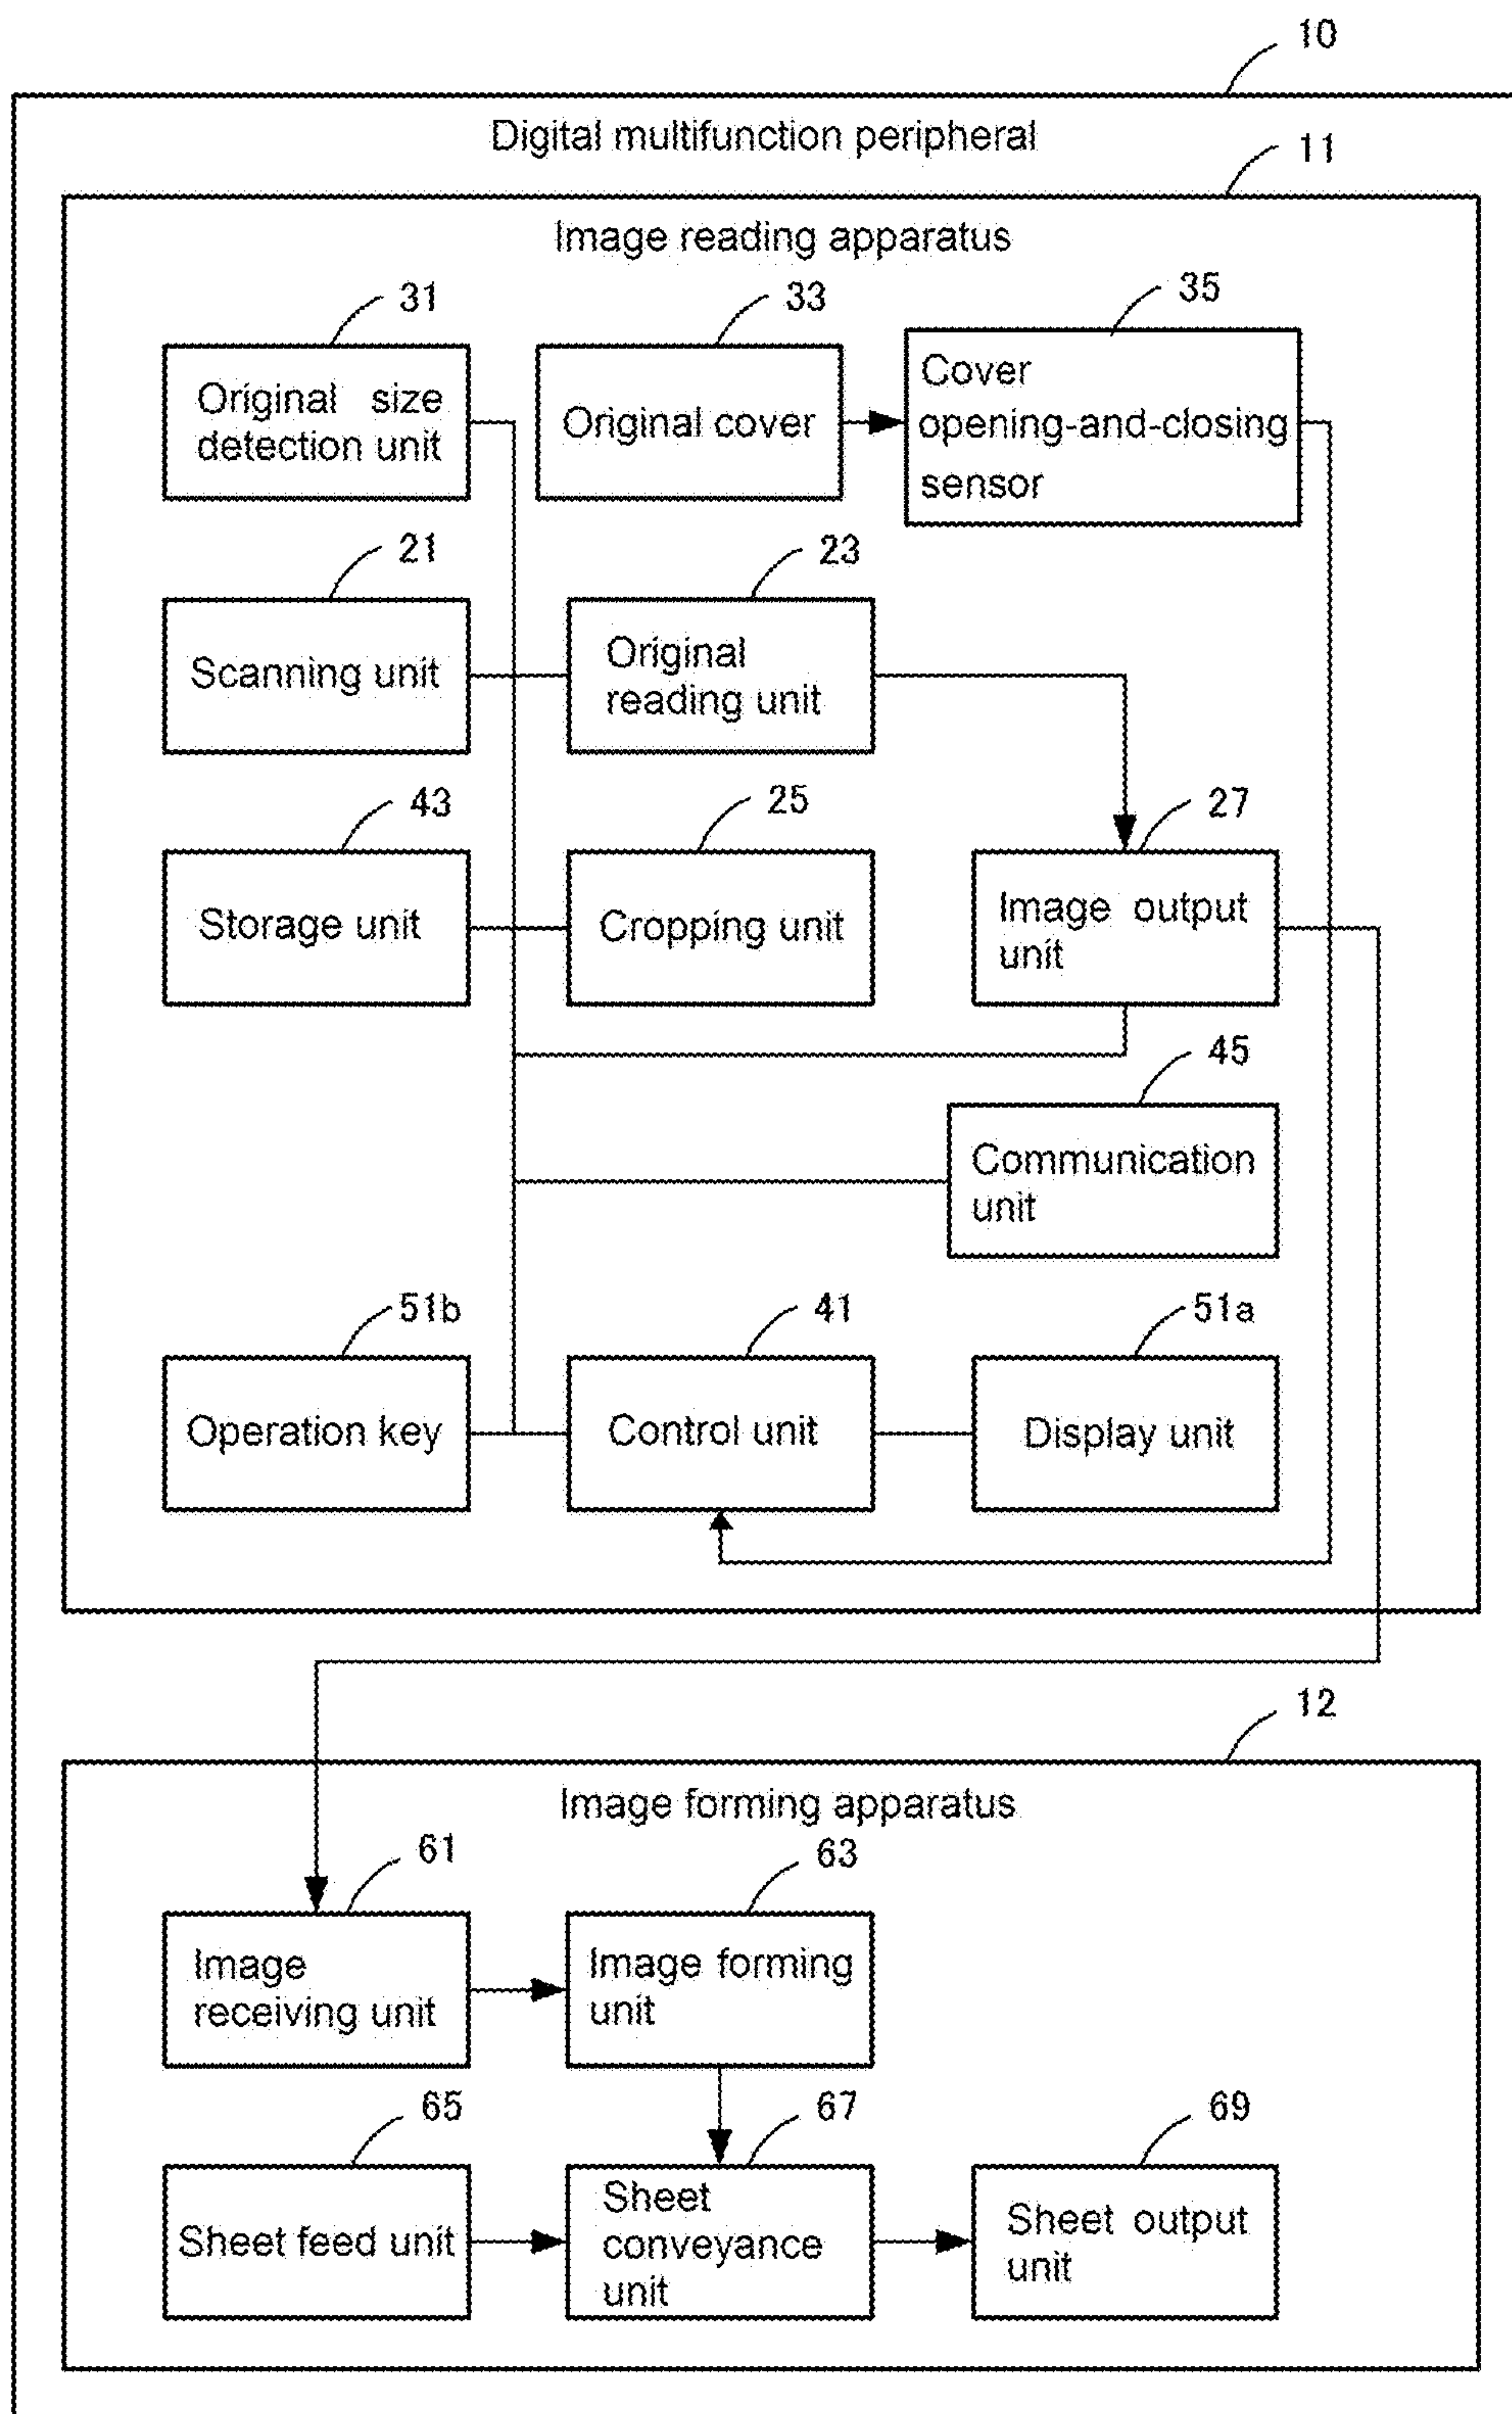 10
Digital multifunction peripheral
11
Image reading apparatus
31
33
35
Original size
detection unit
Original cover
Cover
opening-and-closing
sensor
21
23
Scanning unit
Original
reading unit
43
25
27
Storage unit
Cropping unit
Image output
unit
45
Communication
unit
51b
41
51a
Operation key
Control unit
Display unit
12
Image forming apparatus
61
63
Image
receiving unit
Image forming
unit
65
67
69
Sheet feed unit
Sheet
conveyance
unit
Sheet output
unit